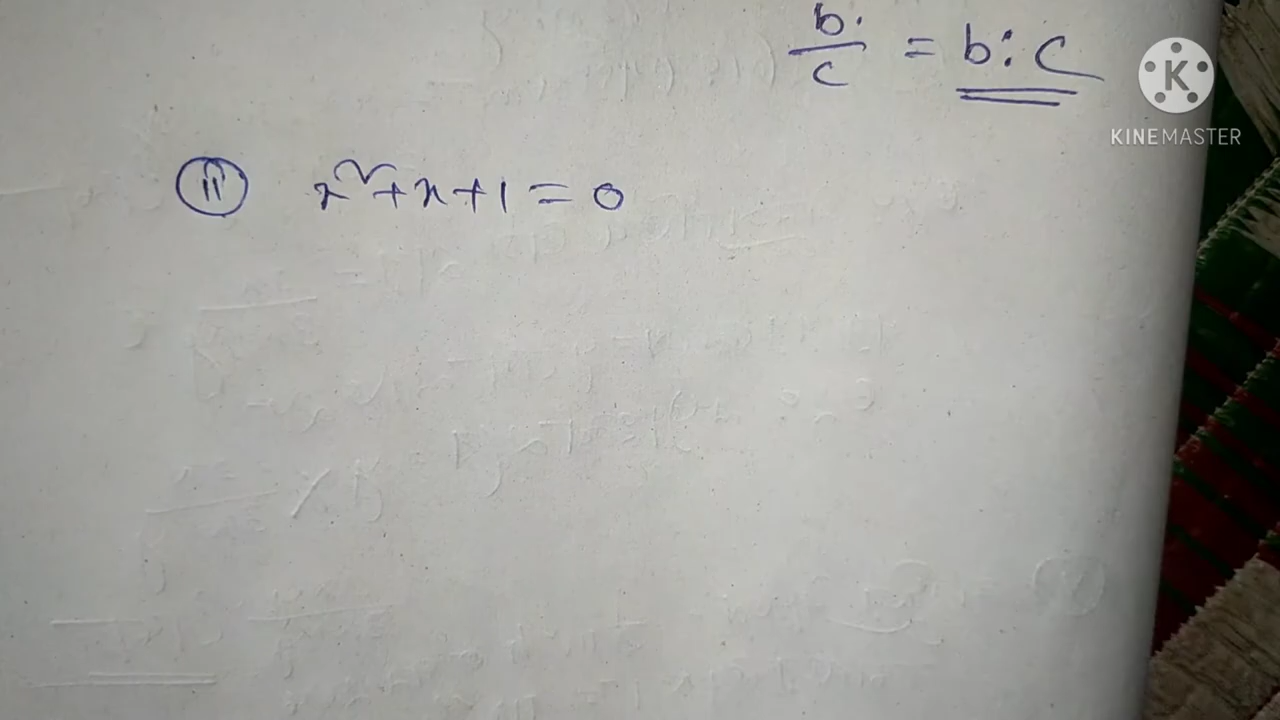 b.
/c = b:c
KINEMASTER
(ii) x²+x+1=0